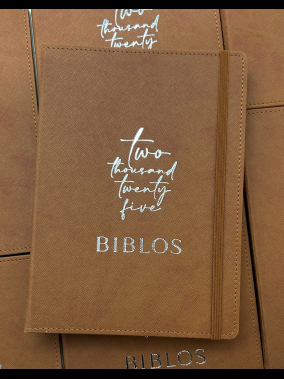 two
thousand
twenty
two
thousand
twenty
five
BIBLOS
BIBLOS